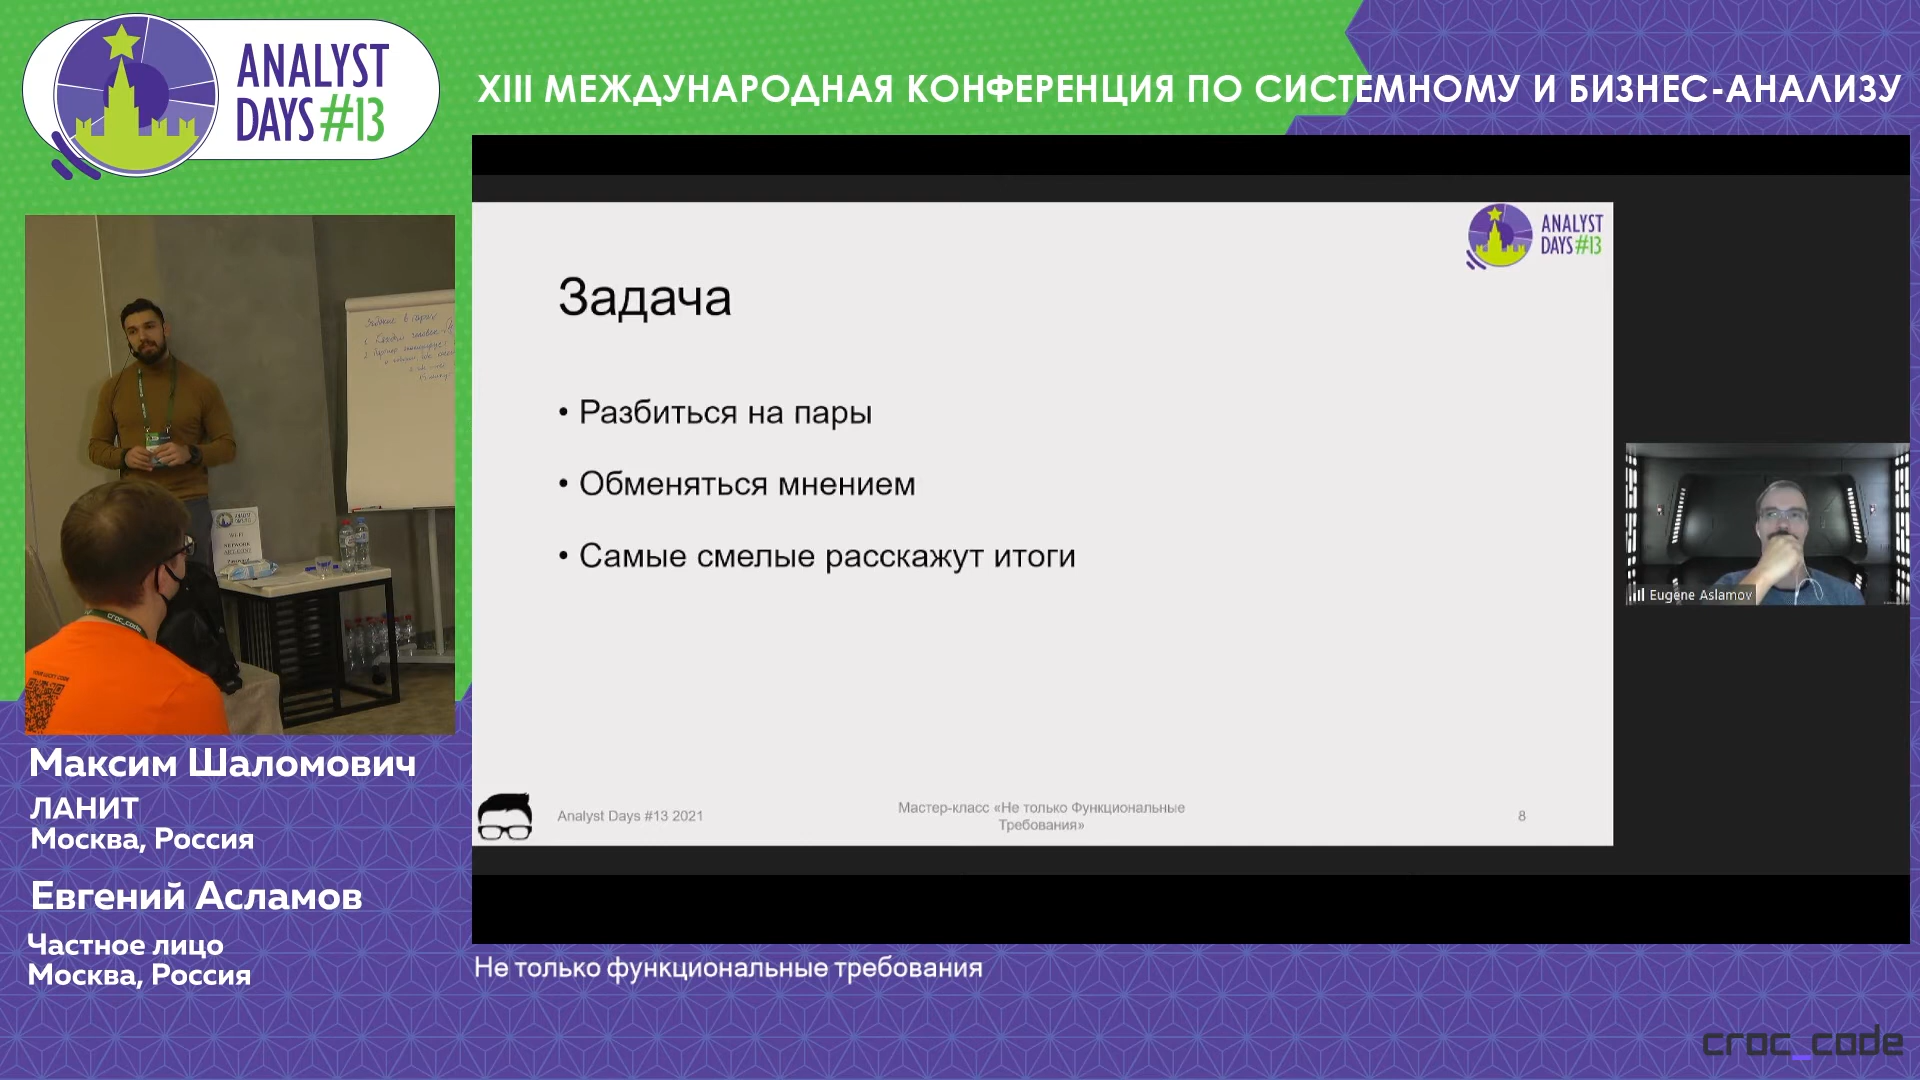 ANALYST
DAYS #13
XIII МЕЖДУНАРОДНАЯ КОНФЕРЕНЦИЯ ПО СИСТЕМНОМУ И БИЗНЕС-АНАЛИЗУ
ANALYST
DAYS #13
Задача
• Разбиться на пары
• Обменяться мнением
• Самые смелые расскажут итоги
Analyst Days #13 2021
Мастер-класс «Не только Функциональные
Требования»
8
Eugene Aslamov
croc_code
Максим Шаломович
ЛАНИТ
Москва, Россия
Евгений Асламов
Частное лицо
Москва, Россия
Не только функциональные требования
croc_code